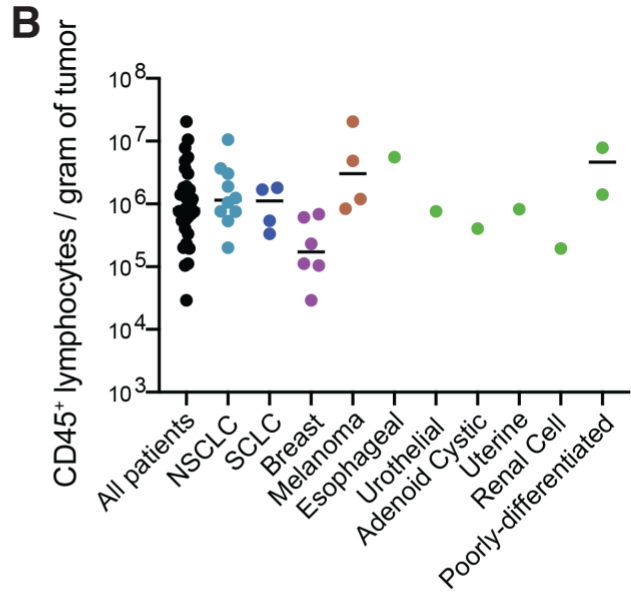 B
CD45⁺ lymphocytes / gram of tumor
10⁸
10⁷
10⁶
10⁵
10⁴
10³
All patients
NSCLC
SCLC
Breast
Melanoma
Esophageal
Urothelial
Adenoid Cystic
Uterine
Renal Cell
Poorly-differentiated